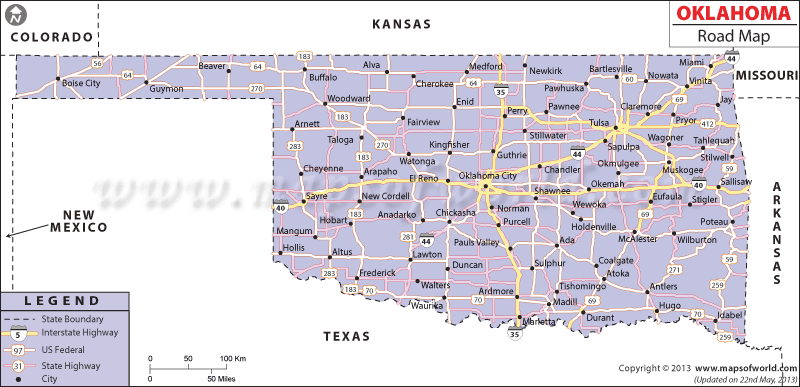 N
COLORADO
KANSAS
OKLAHOMA
Road Map
MISSOURI
NEW
MEXICO
ARKANSAS
TEXAS
56
64
Boise City
Guymon
Beaver
64
270
183
Buffalo
Alva
64
Medford
Newkirk
Bartlesville
60
Miami
44
Nowata
Vinita
Cherokee
Pawhuska
Woodward
Enid
35
Perry
Pawnee
Claremore
69
Jay
Arnett
183
Fairview
Tulsa
Pryor
412
Taloga
270
Kingfisher
Stillwater
Sapulpa
Wagoner
Tahlequah
Watonga
Guthrie
44
Okmulgee
Stilwell
Cheyenne
183
Arapaho
El Reno
Oklahoma City
Chandler
Muskogee
Sayre
40
New Cordell
Shawnee
Okemah
40
Sallisaw
283
Hobart
Anadarko
Chickasha
Norman
Wewoka
Eufaula
Stigler
Purcell
Holdenville
Poteau
Mangum
281
44
Pauls Valley
Ada
McAlester
Wilburton
Hollis
Altus
Lawton
59
283
Frederick
Duncan
Sulphur
Coalgate
Atoka
183
70
Walters
Ardmore
Tishomingo
Antlers
259
Waurika
70
Madill
69
Hugo
59
Marietta
Durant
70
Idabel
35
259
LEGEND
State Boundary
5
Interstate Highway
97
US Federal
31
State Highway
City
0
50
100 Km
0
50 Miles
Copyright © 2013 www.mapsofworld.com
(Updated on 22nd May, 2013)